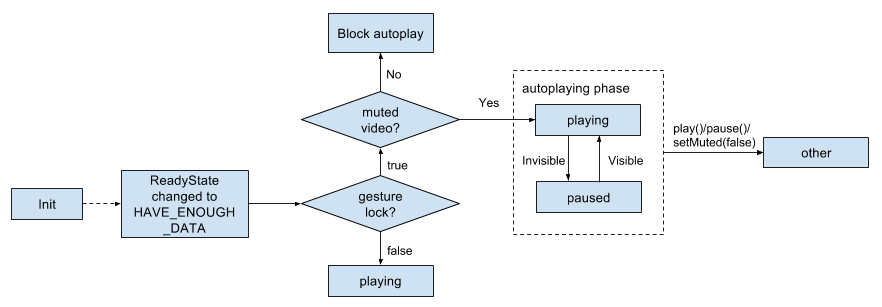 Block autoplay
No
muted
video?
Yes
autoplaying phase
playing
Invisible
Visible
paused
play()/pause()/
setMuted(false)
other
true
Init
ReadyState
changed to
HAVE_ENOUGH
_DATA
gesture
lock?
false
playing